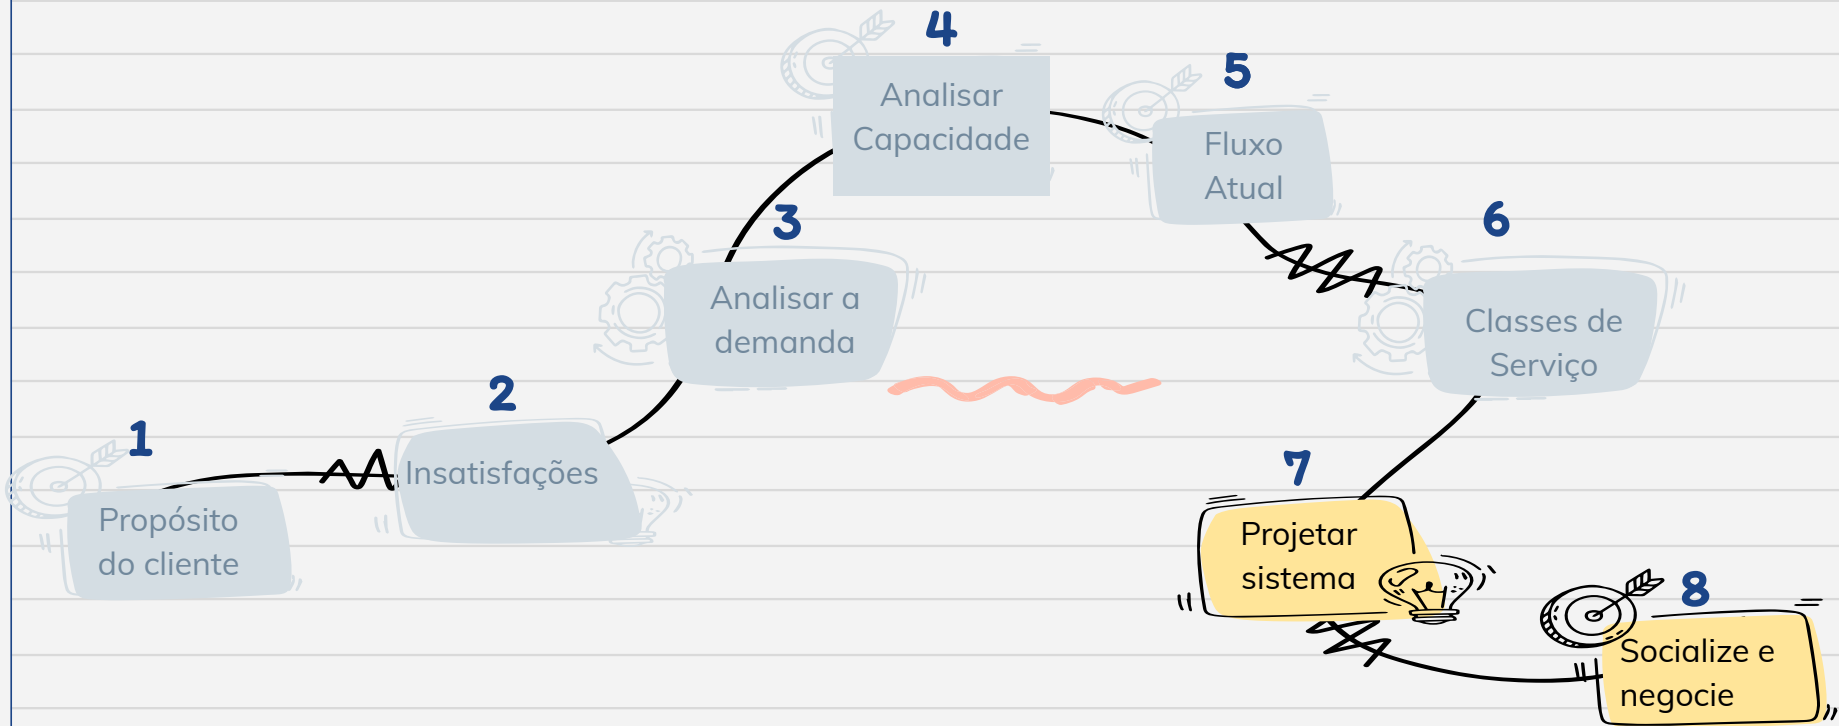 1
Propósito
do cliente
2
Insatisfações
3
Analisar a
demanda
4
Analisar
Capacidade
5
Fluxo
Atual
6
Classes de
Serviço
7
Projetar
sistema
8
Socialize e
negocie